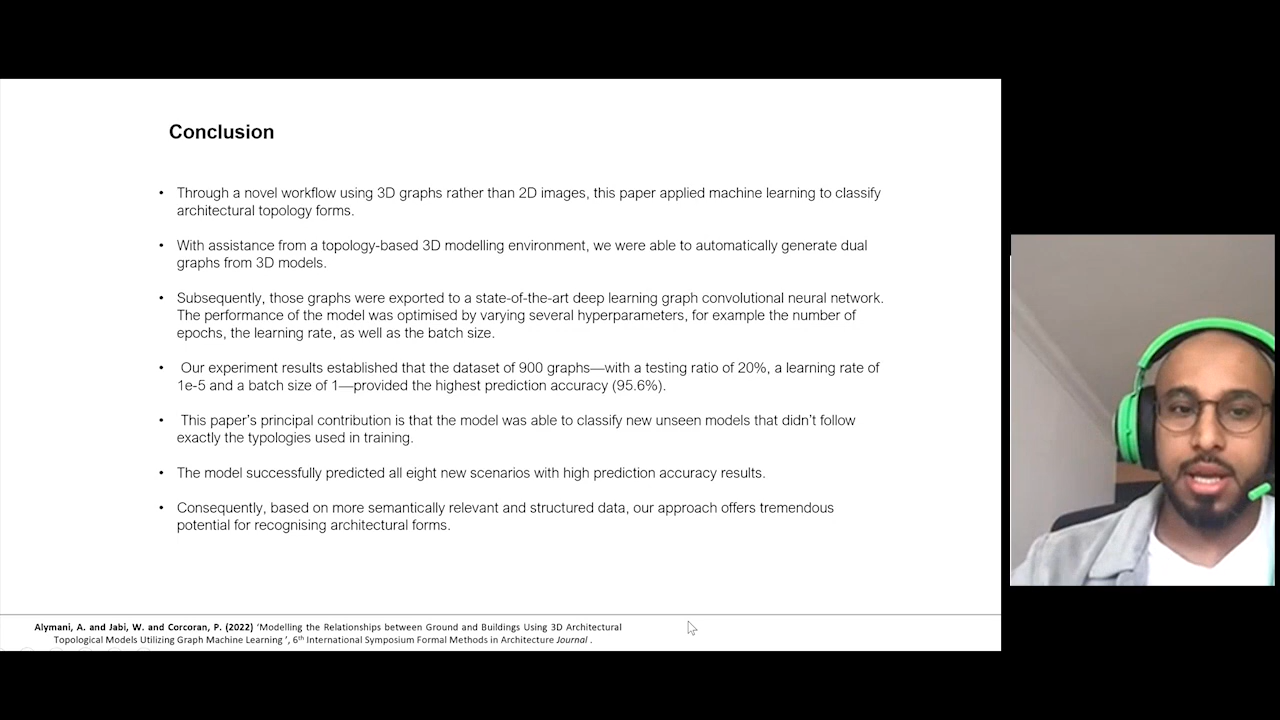 Conclusion
• Through a novel workflow using 3D graphs rather than 2D images, this paper applied machine learning to classify
architectural topology forms.
• With assistance from a topology-based 3D modelling environment, we were able to automatically generate dual
graphs from 3D models.
• Subsequently, those graphs were exported to a state-of-the-art deep learning graph convolutional neural network.
The performance of the model was optimised by varying several hyperparameters, for example the number of
epochs, the learning rate, as well as the batch size.
• Our experiment results established that the dataset of 900 graphs—with a testing ratio of 20%, a learning rate of
1e-5 and a batch size of 1—provided the highest prediction accuracy (95.6%).
• This paper’s principal contribution is that the model was able to classify new unseen models that didn’t follow
exactly the typologies used in training.
• The model successfully predicted all eight new scenarios with high prediction accuracy results.
• Consequently, based on more semantically relevant and structured data, our approach offers tremendous
potential for recognising architectural forms.
Alymani, A. and Jabi, W. and Corcoran, P. (2022) ‘Modelling the Relationships between Ground and Buildings Using 3D Architectural
Topological Models Utilizing Graph Machine Learning ’, 6th International Symposium Formal Methods in Architecture Journal .